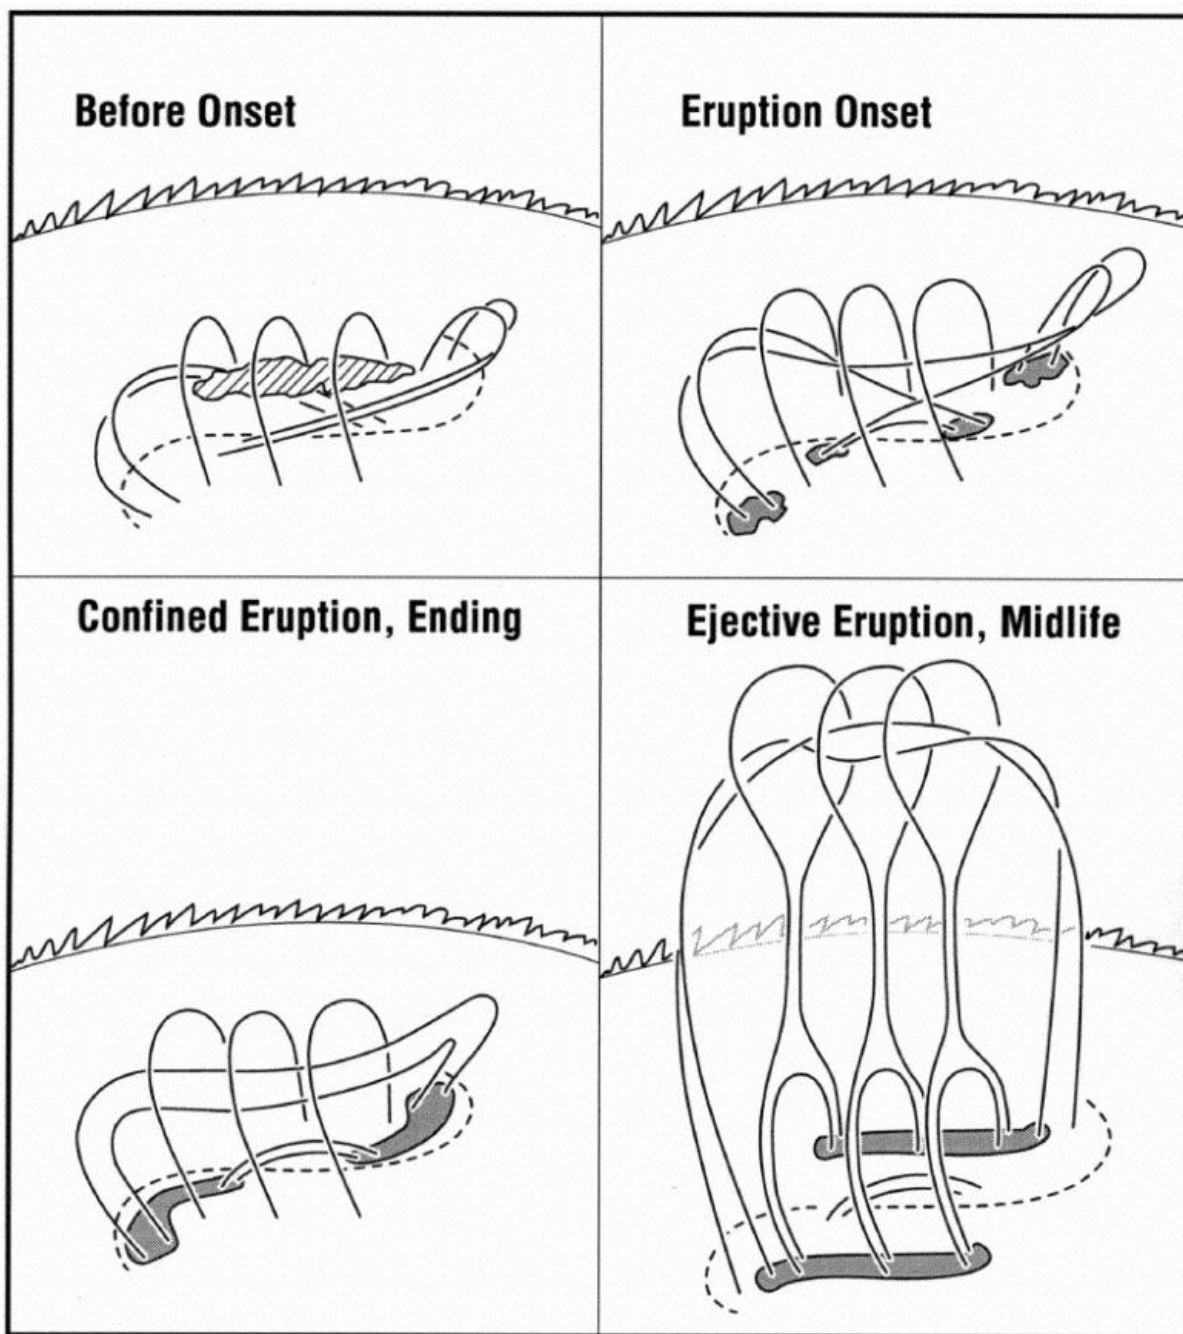 Before Onset
Eruption Onset
Confined Eruption, Ending
Ejective Eruption, Midlife